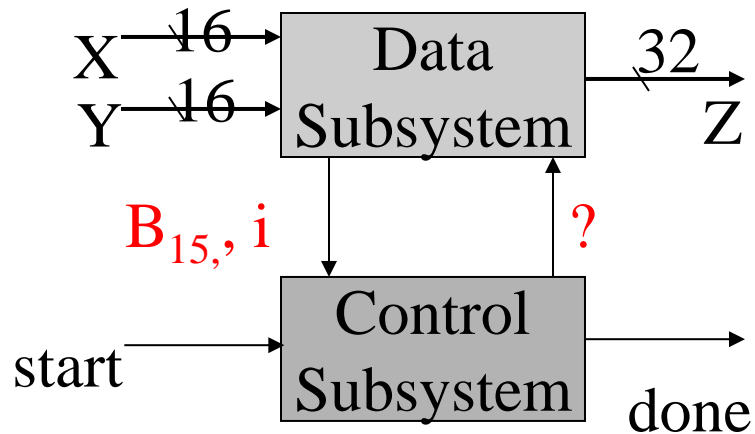 X 16
Y 16
Data
Subsystem
32
Z
B15,, i
?
start
Control
Subsystem
done